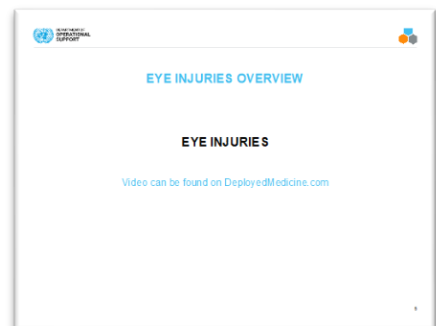 DEPARTMENT OF
OPERATIONAL
SUPPORT
EYE INJURIES OVERVIEW
EYE INJURIES
Video can be found on DeployedMedicine.com